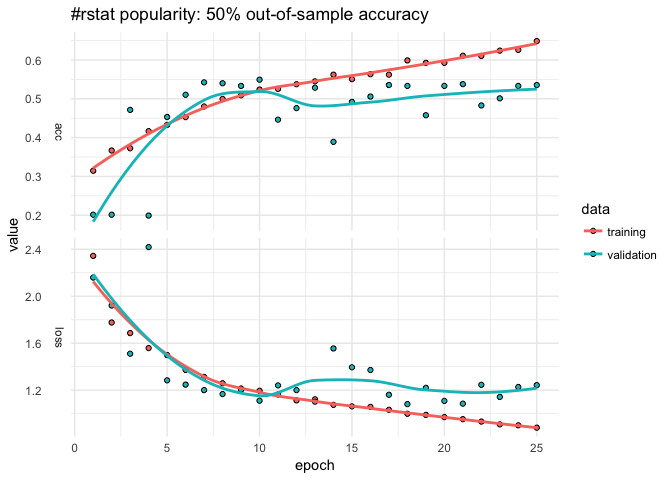 #rstat popularity: 50% out-of-sample accuracy
0.6
0.5
0.4
0.3
0.2
acc
value
2.4
2.0
1.6
1.2
loss
0
5
10
15
20
25
epoch
data
training
validation